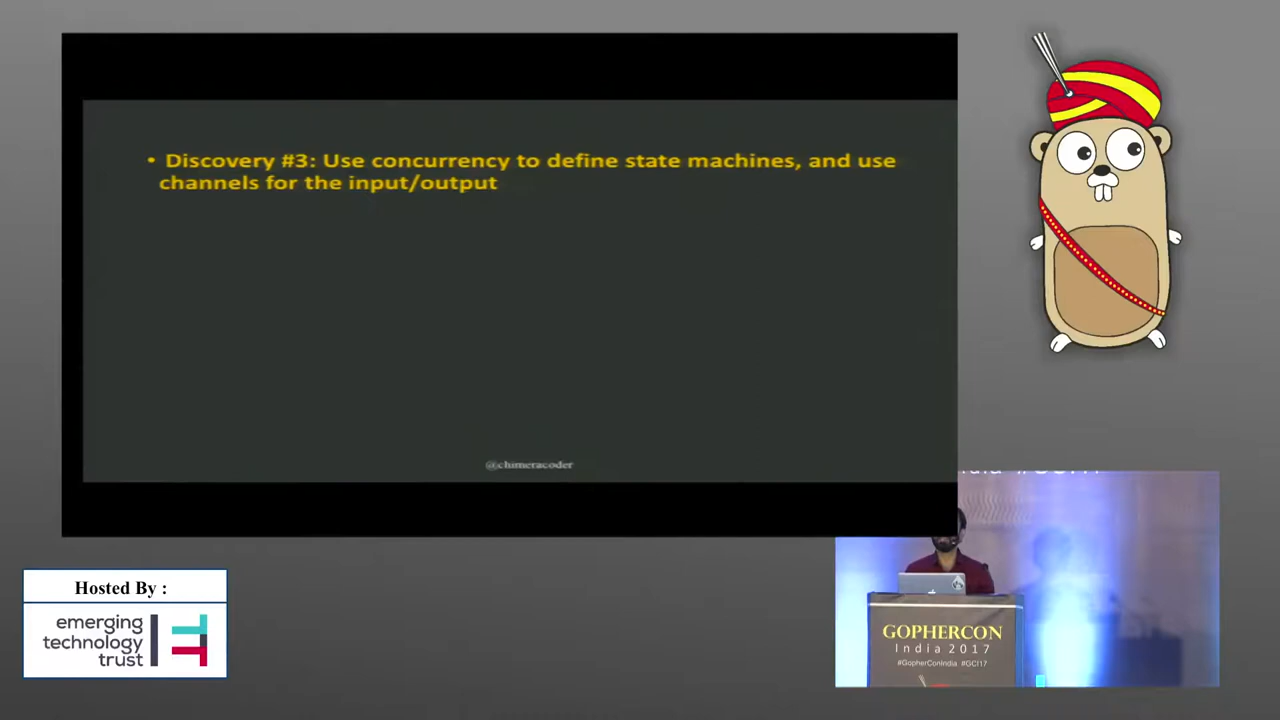 • Discovery #3: Use concurrency to define state machines, and use
channels for the input/output
@chimeracoder
Hosted By :
emerging
technology
trust
GOPHERCON
India 2017
#GopherConIndia #GCI17